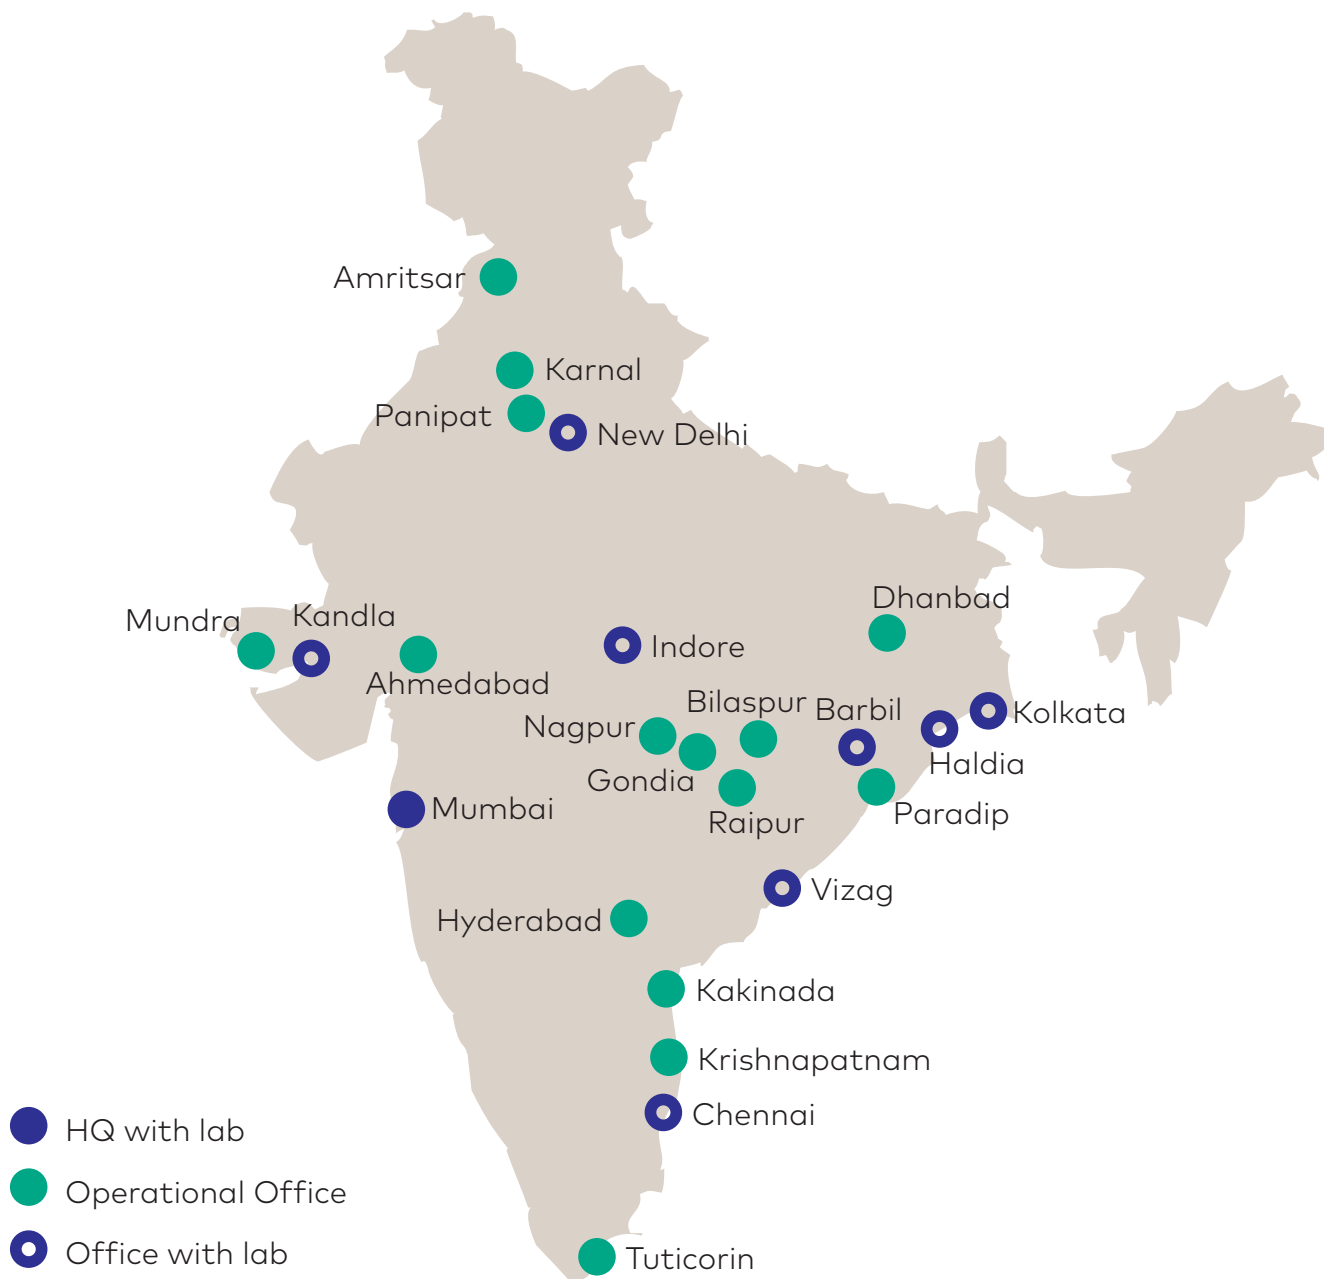 Amritsar
Karnal
Panipat
New Delhi
Dhanbad
Kandla
Mundra
Indore
Ahmedabad
Bilaspur
Barbil
Kolkata
Nagpur
Haldia
Gondia
Mumbai
Paradip
Raipur
Vizag
Hyderabad
Kakinada
Krishnapatnam
Chennai
HQ with lab
Operational Office
Office with lab
Tuticorin